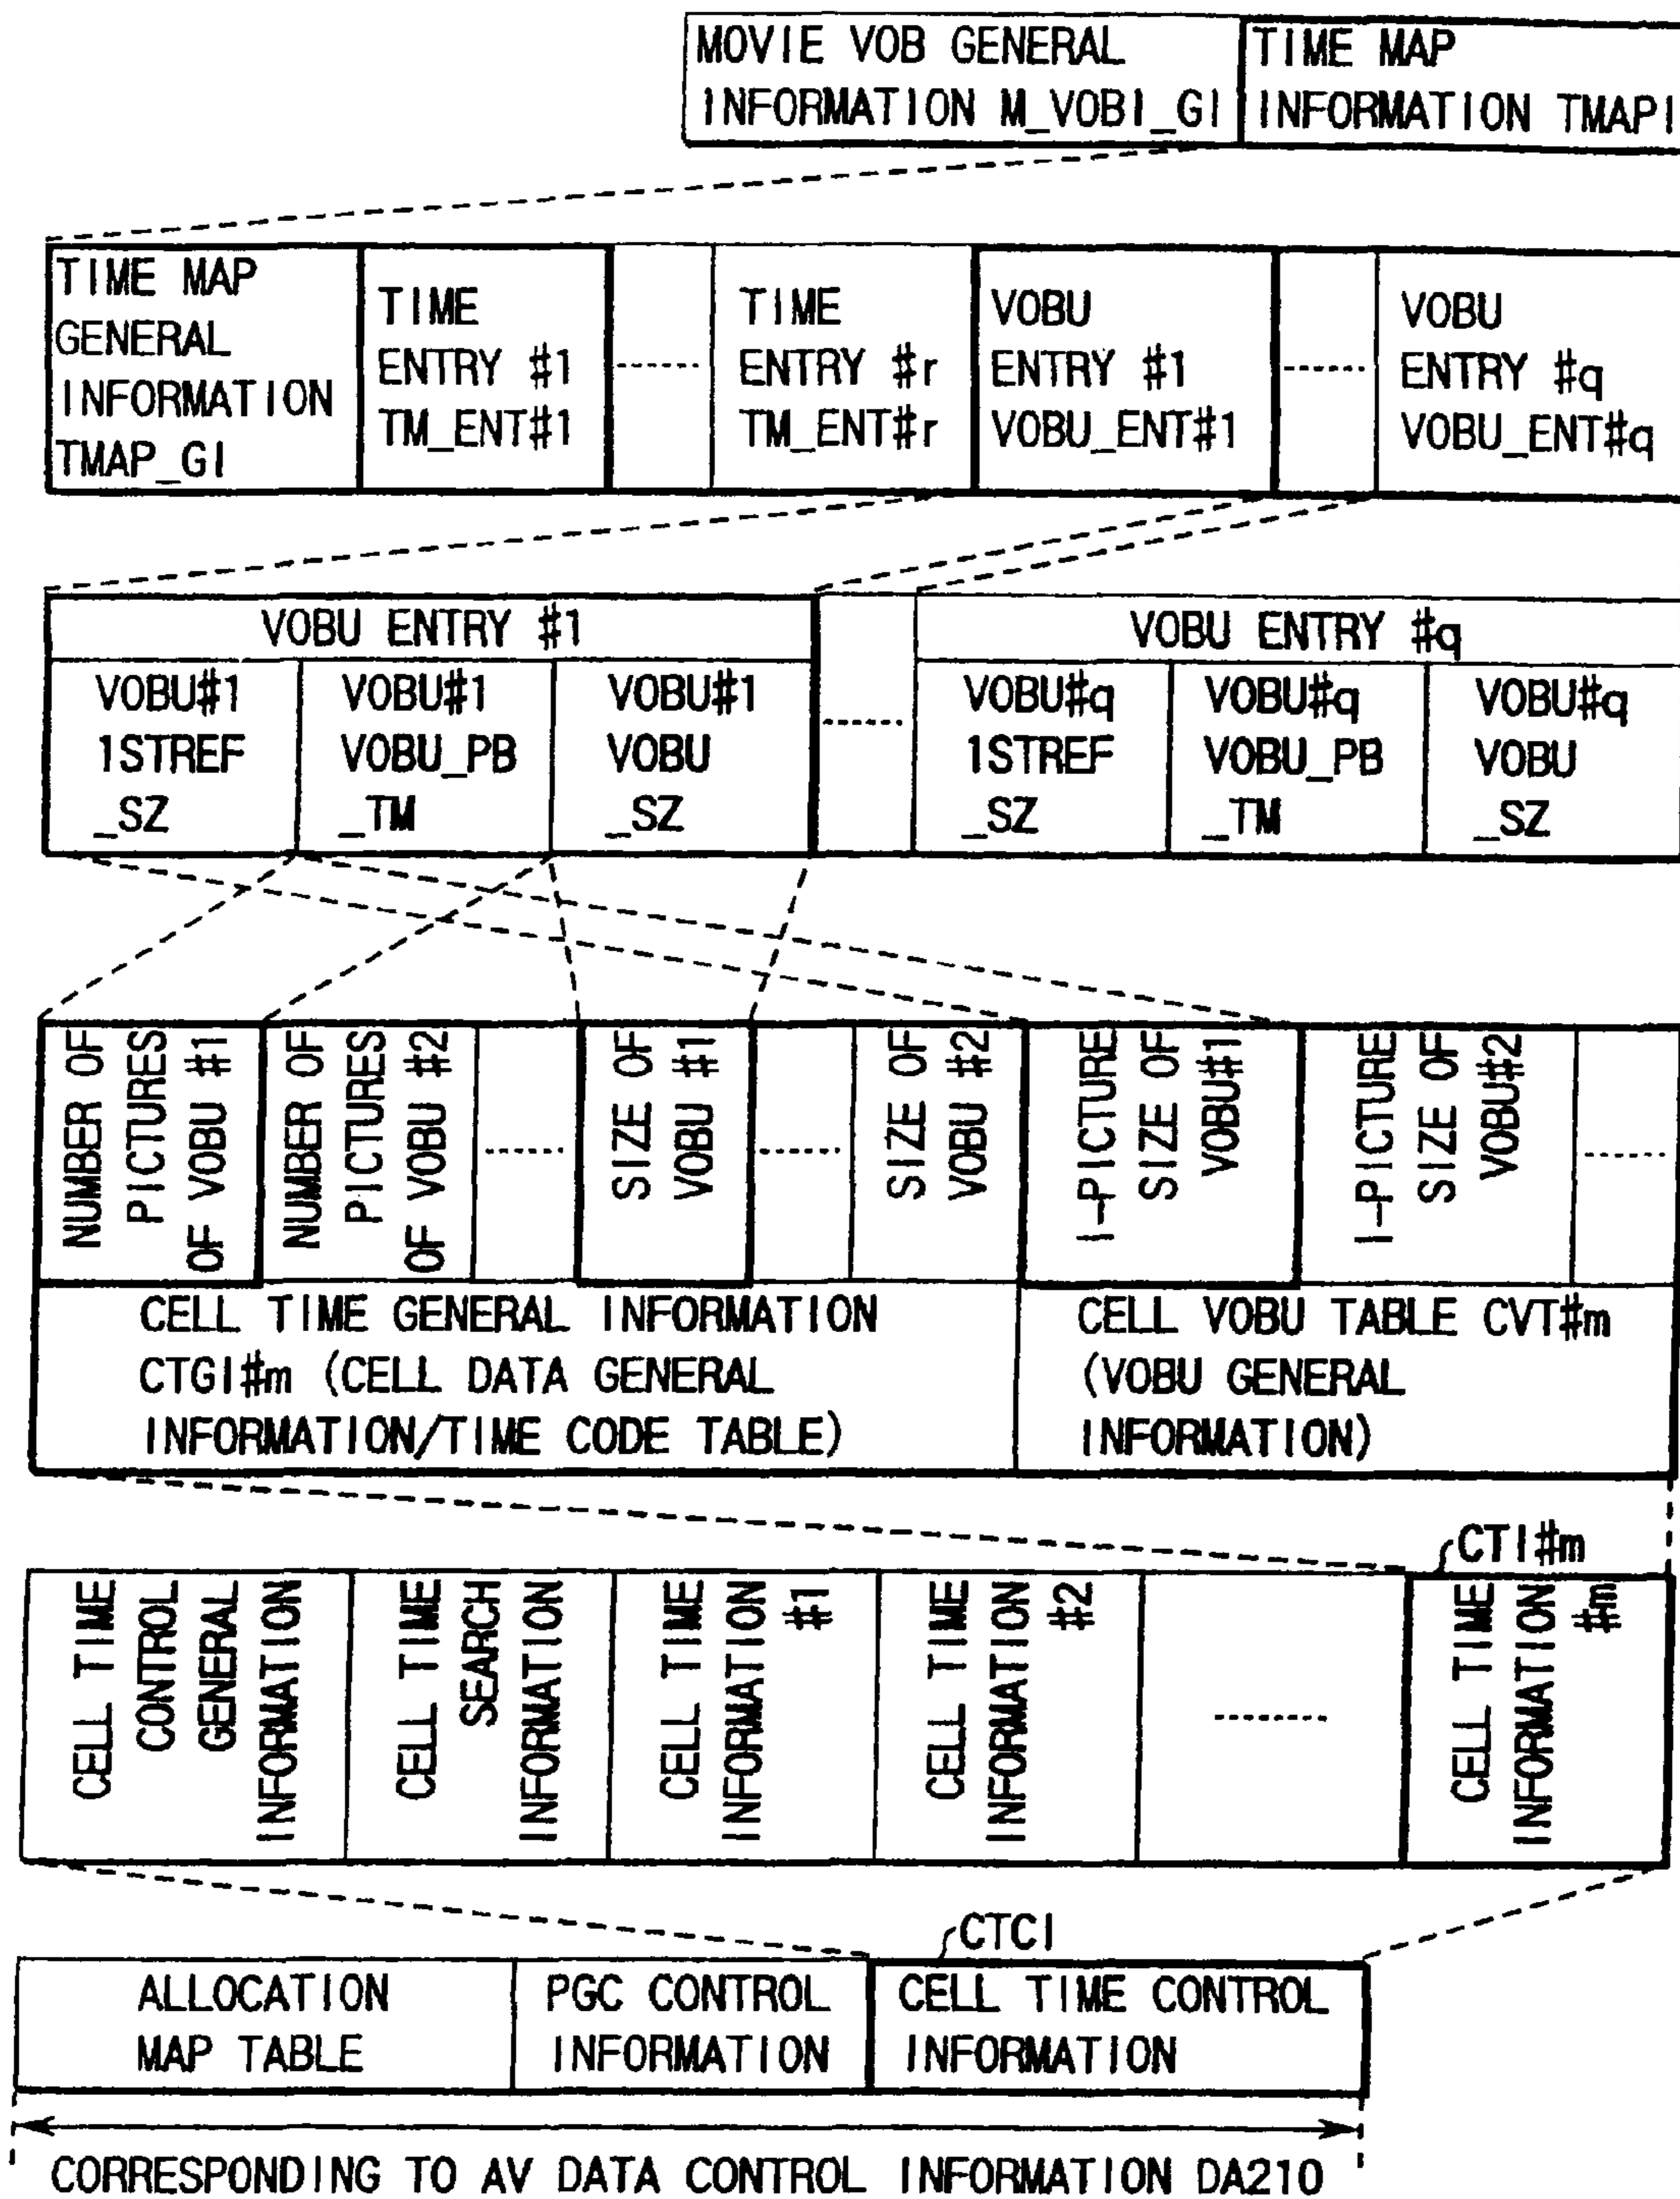 MOVIE VOB GENERAL
INFORMATION M_VOBI_GI
TIME MAP
INFORMATION TMAPI
TIME MAP
GENERAL
INFORMATION
TMAP_GI
TIME
ENTRY #1
TM_ENT#1
TIME
ENTRY #r
TM_ENT#r
VOBU
ENTRY #1
VOBU_ENT#1
VOBU
ENTRY #q
VOBU_ENT#q
VOBU ENTRY #1
VOBU#1
1STREF
_SZ
VOBU#1
VOBU_PB
_TM
VOBU#1
VOBU
_SZ
VOBU ENTRY #q
VOBU#q
1STREF
_SZ
VOBU#q
VOBU_PB
_TM
VOBU#q
VOBU
_SZ
NUMBER OF
PICTURES
OF VOBU #1
NUMBER OF
PICTURES
OF VOBU #2
SIZE OF
VOBU #1
SIZE OF
VOBU #2
I-PICTURE
SIZE OF
VOBU#1
I-PICTURE
SIZE OF
VOBU#2
CELL TIME GENERAL INFORMATION
CTGI#m (CELL DATA GENERAL
INFORMATION/TIME CODE TABLE)
CELL VOBU TABLE CVT#m
(VOBU GENERAL
INFORMATION)
CTI#m
CELL TIME
CONTROL
GENERAL
INFORMATION
CELL TIME
SEARCH
INFORMATION
CELL TIME
INFORMATION
#1
CELL TIME
INFORMATION
#2
CELL TIME
INFORMATION
#m
CTCI
ALLOCATION
MAP TABLE
PGC CONTROL
INFORMATION
CELL TIME CONTROL
INFORMATION
CORRESPONDING TO AV DATA CONTROL INFORMATION DA210